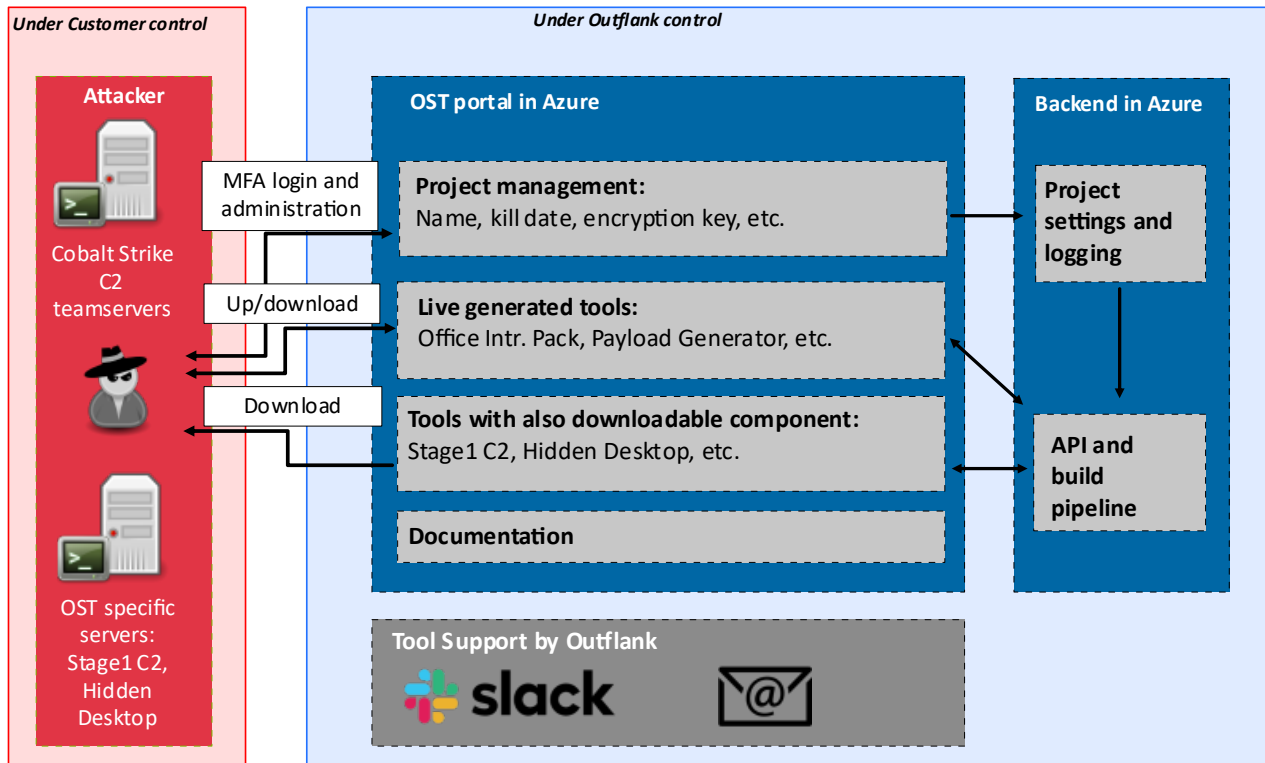 Under Customer control
Under Outflank control
Attacker
>_
Cobalt Strike
C2
teamservers
>_
OST specific
servers:
Stage1 C2,
Hidden
Desktop
MFA login and
administration
Up/download
Download
OST portal in Azure
Project management:
Name, kill date, encryption key, etc.
Live generated tools:
Office Intr. Pack, Payload Generator, etc.
Tools with also downloadable component:
Stage1 C2, Hidden Desktop, etc.
Documentation
Backend in Azure
Project
settings and
logging
API and
build
pipeline
Tool Support by Outflank
slack
@